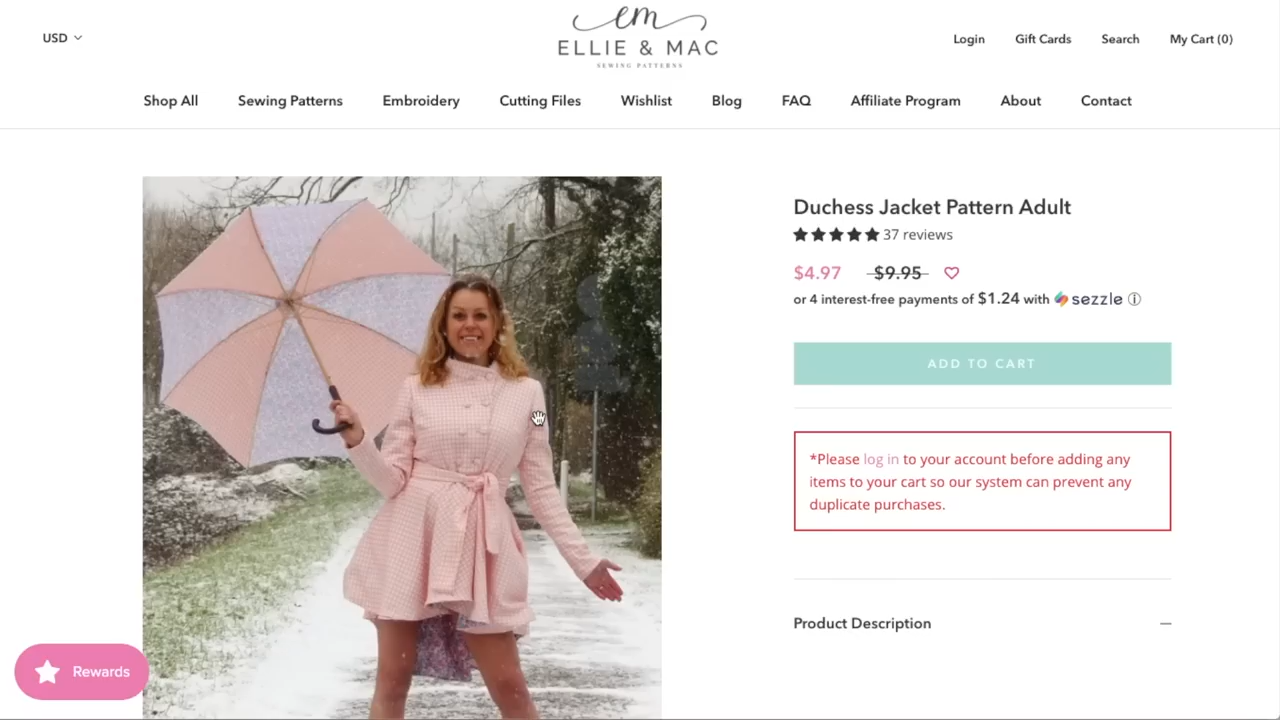 USD
em
ELLIE & MAC
SEWING PATTERNS
Login
Gift Cards
Search
My Cart (0)
Shop All
Sewing Patterns
Embroidery
Cutting Files
Wishlist
Blog
FAQ
Affiliate Program
About
Contact
Duchess Jacket Pattern Adult
37 reviews
$4.97 $9.95
or 4 interest-free payments of $1.24 with sezzle
ADD TO CART
*Please log in to your account before adding any
items to your cart so our system can prevent any
duplicate purchases.
Product Description
Rewards